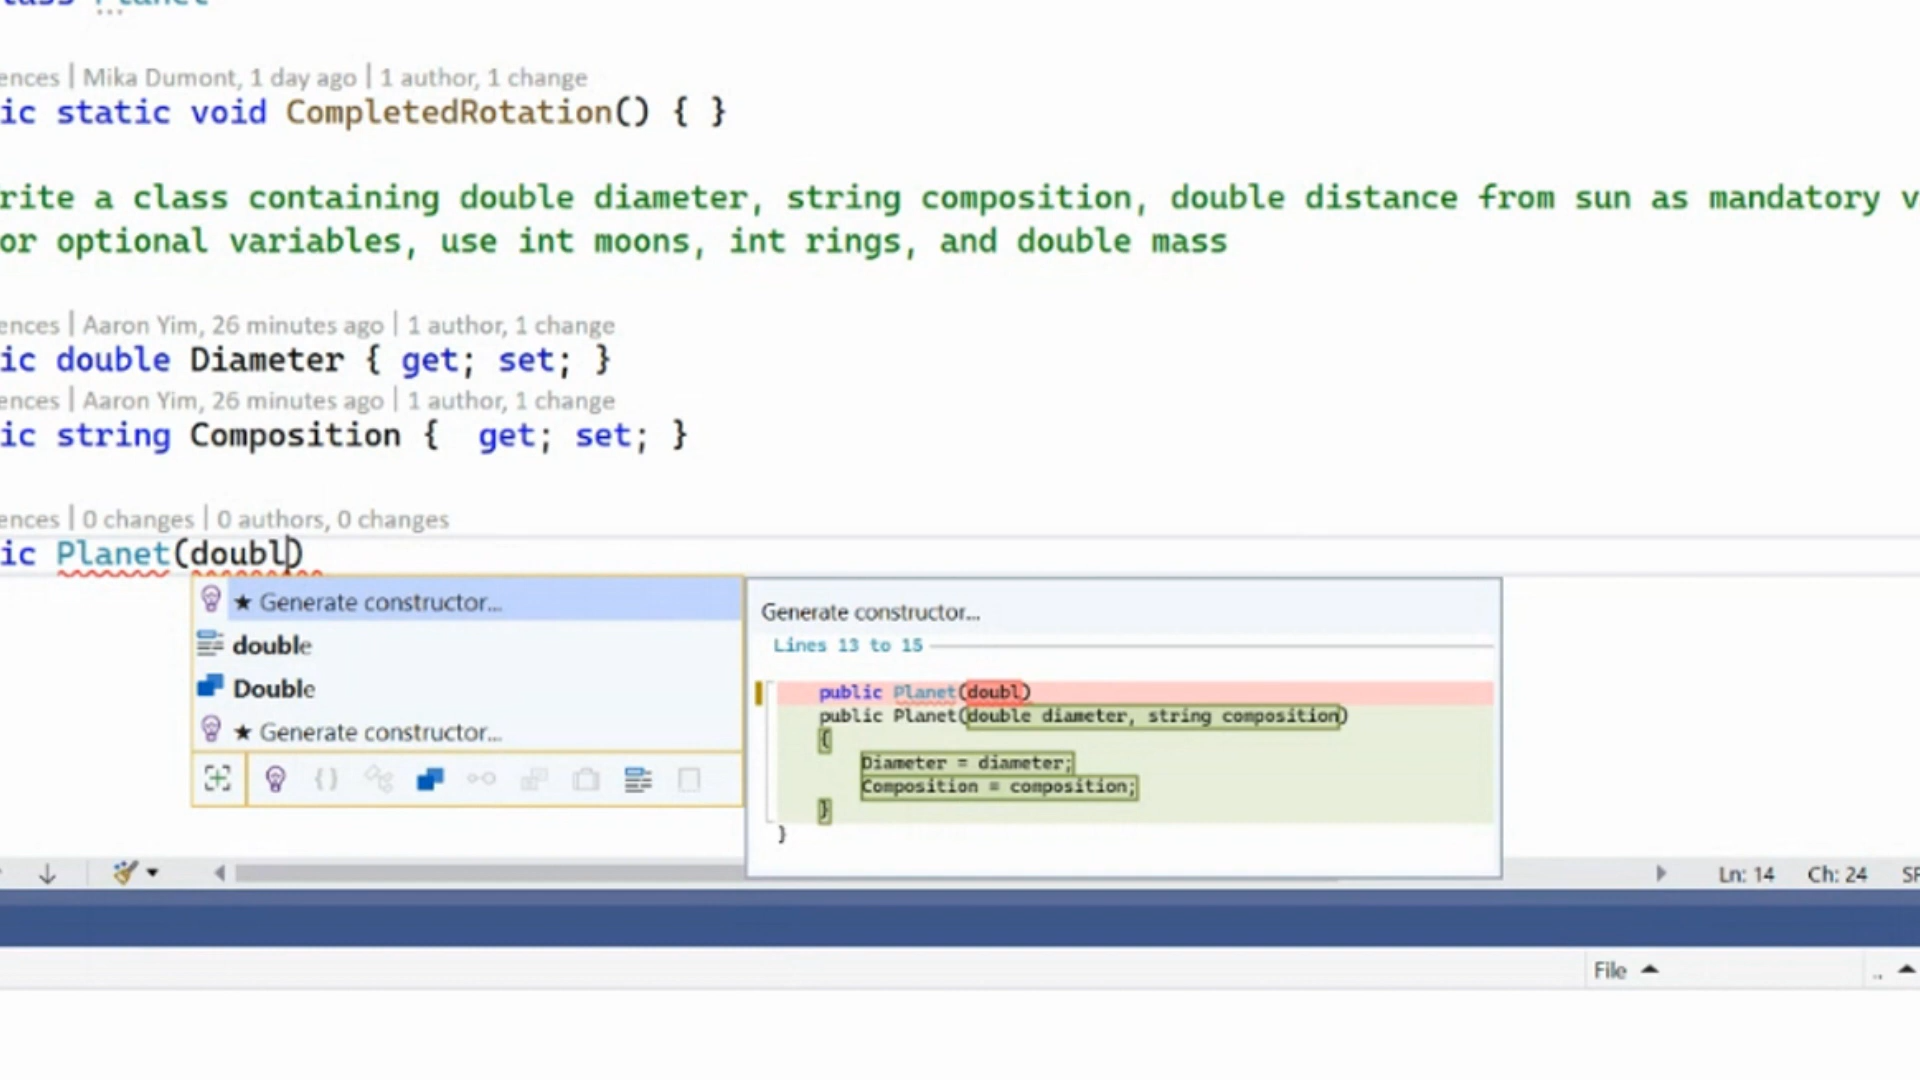 ences | Mika Dumont, 1 day ago | 1 author, 1 change
ic static void CompletedRotation() { }
rite a class containing double diameter, string composition, double distance from sun as mandatory v
or optional variables, use int moons, int rings, and double mass
ences | Aaron Yim, 26 minutes ago | 1 author, 1 change
ic double Diameter { get; set; }
ences | Aaron Yim, 26 minutes ago | 1 author, 1 change
ic string Composition {  get; set; }
ences | 0 changes | 0 authors, 0 changes
ic Planet(doubl)
★ Generate constructor...
double
Double
★ Generate constructor...
Generate constructor...
Lines 13 to 15
public Planet(doubl)
public Planet(double diameter, string composition)
{
Diameter = diameter;
Composition = composition;
}
}
Ln: 14 Ch: 24
File